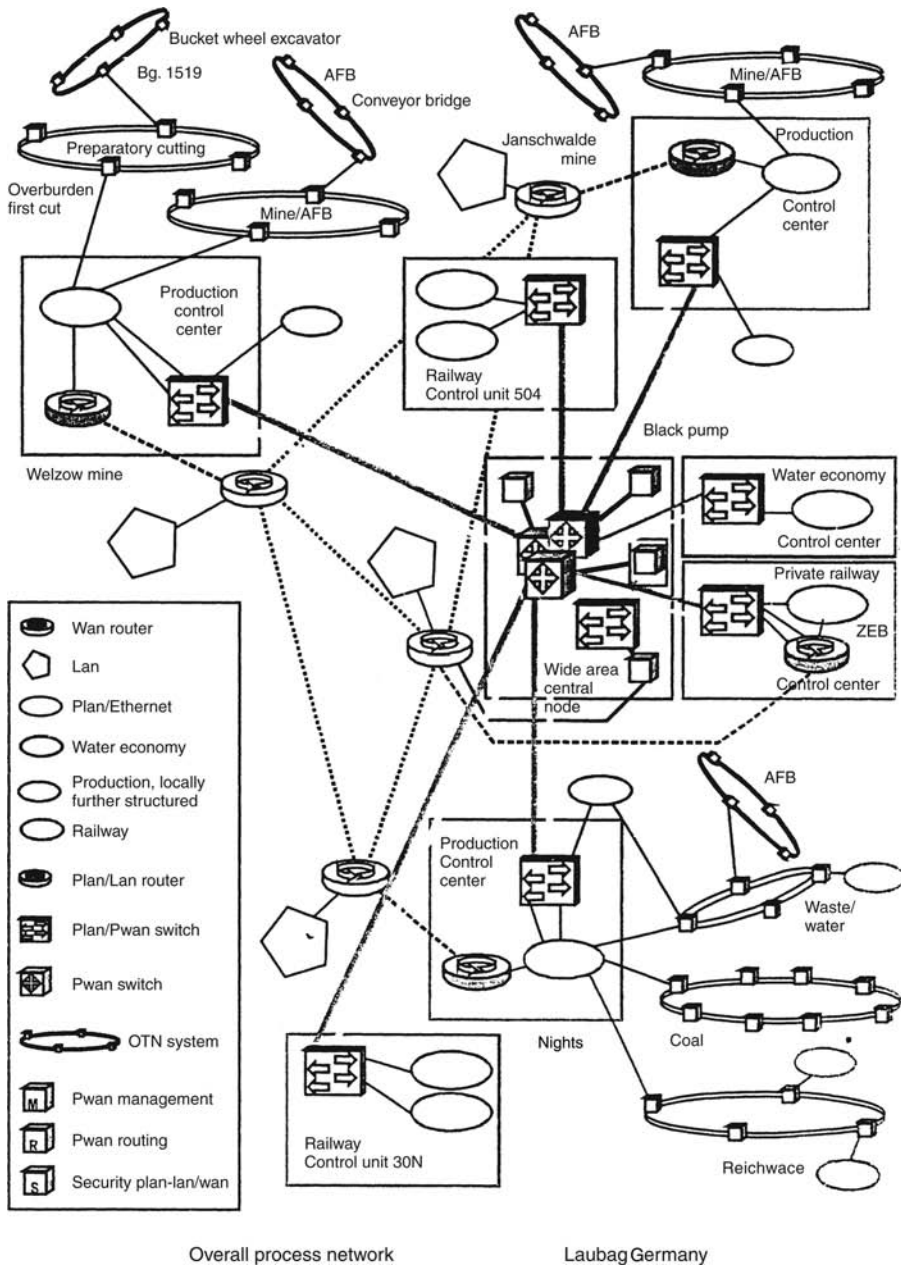 Bucket wheel excavator
Bg. 1519
AFB
Conveyor bridge
AFB
Mine/AFB
Preparatory cutting
Overburden
first cut
Mine/AFB
Janschwalde
mine
Production
Control
center
Production
control
center
Railway
Control unit 504
Welzow mine
Black pump
Water economy
Control center
Private railway
ZEB
Control center
Wide area
central
node
Wan router
Lan
Plan/Ethernet
Water economy
Production, locally
further structured
Railway
Plan/Lan router
Plan/Pwan switch
Pwan switch
OTN system
M
Pwan management
R
Pwan routing
S
Security plan-lan/wan
AFB
Production
Control
center
Waste/
water
Nights
Coal
Railway
Control unit 30N
Reichwace
Overall process network
Laubag Germany